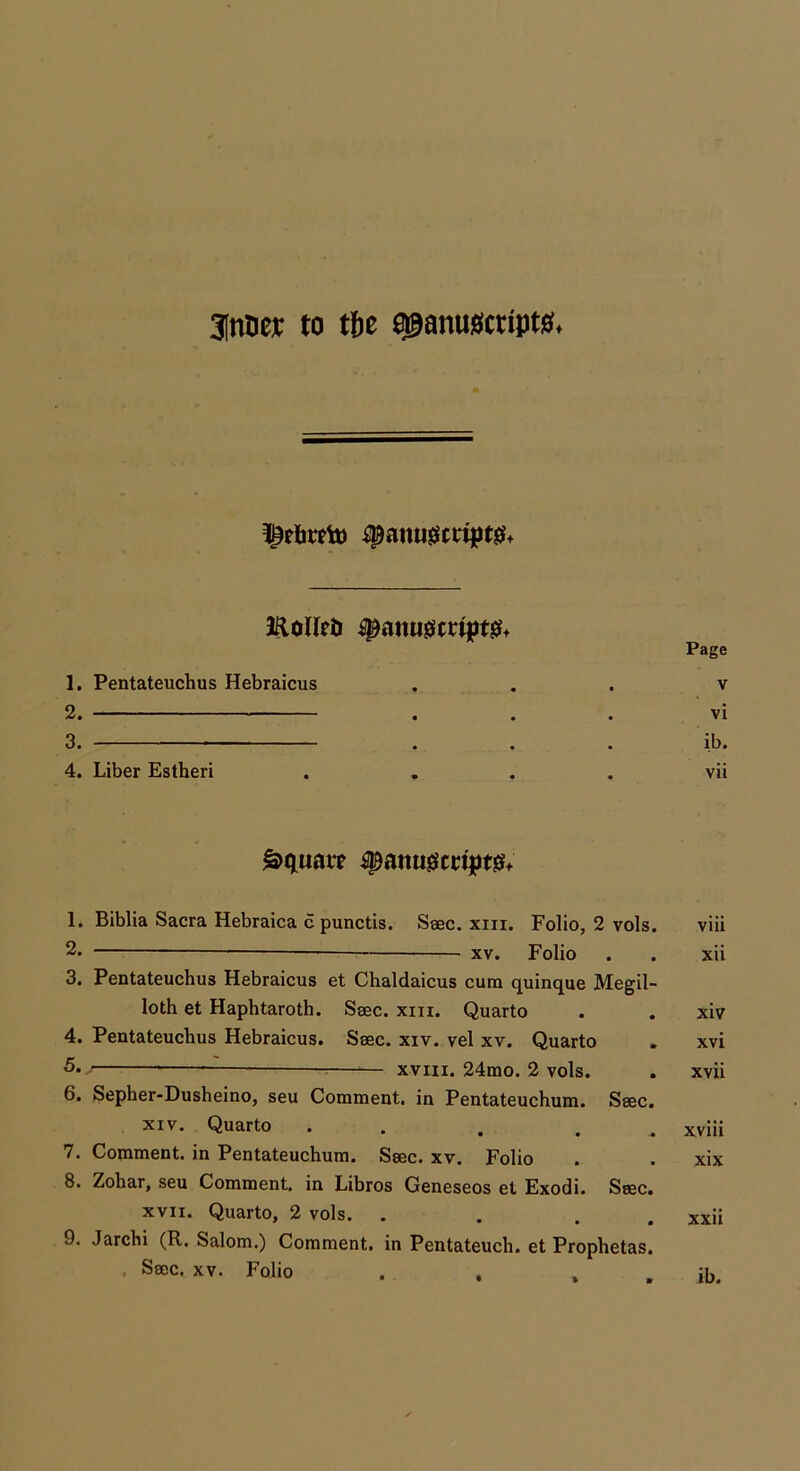 Index to the Manuscripts.
Hebrew Manuscripts.
Rolled Manuscripts.
Page
1. Pentateuchus Hebraicus . . . v
2. ——— . . . vi
3. ——— . . . ib.
4. Liber Estheri . . . . vii
Square Manuscripts.
1. Biblia Sacra Hebraica c̄ punctis. Sæc. XIII. Folio, 2 vols. viii
2. ——— XV. Folio . . xii
3. Pentateuchus Hebraicus et Chaldaicus cum quinque Megil-
loth et Haphtaroth. Sæc. XIII. Quarto . . xiv
4. Pentateuchus Hebraicus. Sæc. XIV. vel XV. Quarto . xvi
5. ——— XVIII. 24mo. 2 vols. . xvii
6. Sepher-Dusheino, seu Comment. in Pentateuchum. Sæc.
XIV. Quarto . . . . . xviii
7. Comment. in Pentateuchum. Sæc. XV. Folio . . xix
8. Zohar, seu Comment. in Libros Geneseos et Exodi. Sæc.
XVII. Quarto, 2 vols. . . . . xxii
9. Jarchi (R. Salom.) Comment. in Pentateuch. et Prophetas.
Sæc. XV. Folio . . . . ib.